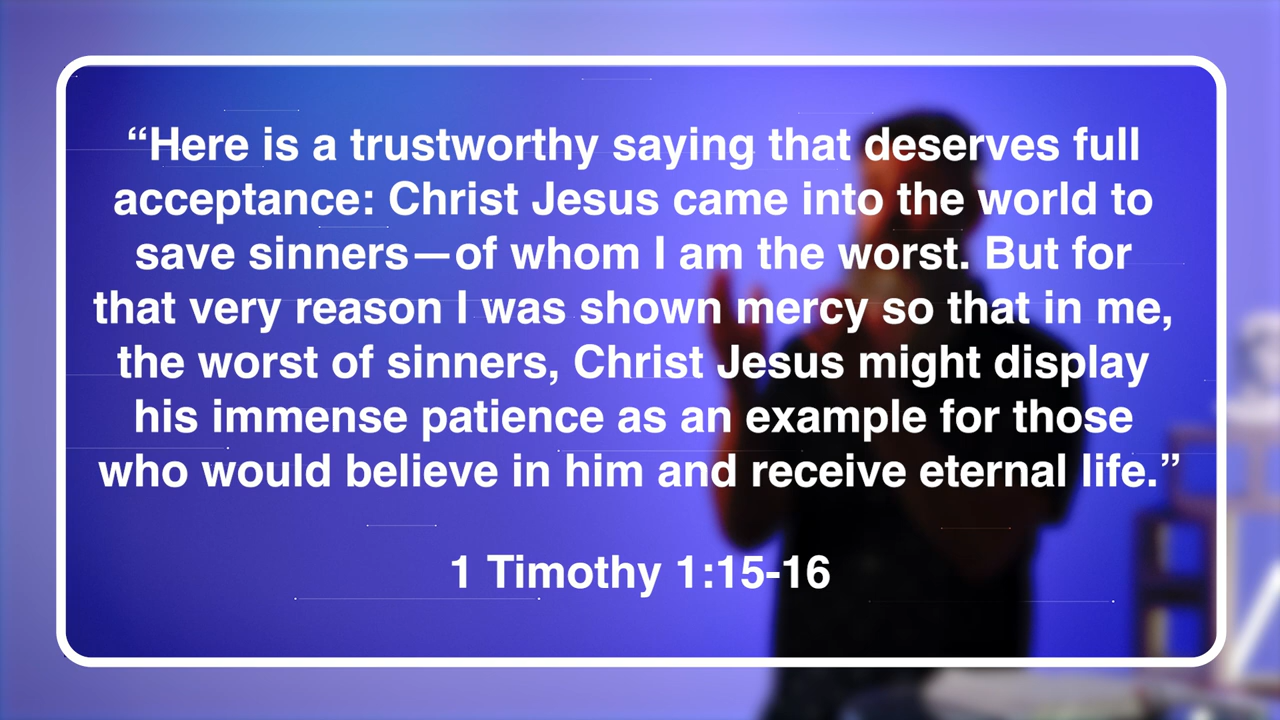 “Here is a trustworthy saying that deserves full
acceptance: Christ Jesus came into the world to
save sinners—of whom I am the worst. But for
that very reason I was shown mercy so that in me,
the worst of sinners, Christ Jesus might display
his immense patience as an example for those
who would believe in him and receive eternal life.”
1 Timothy 1:15-16